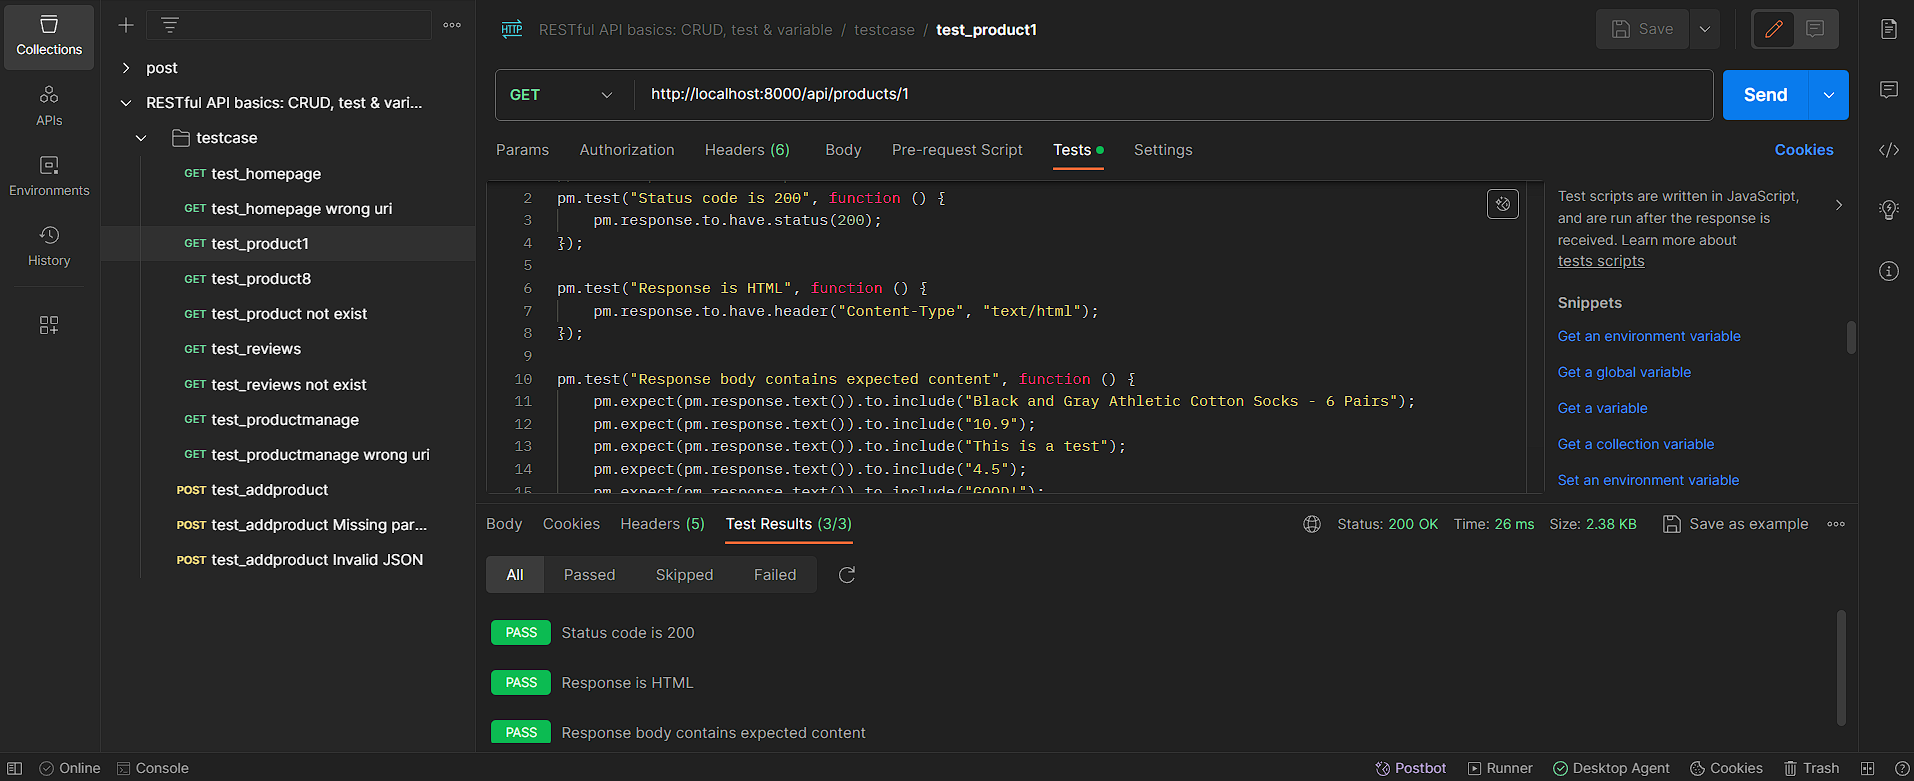 Collections
APIs
Environments
History
post
RESTful API basics: CRUD, test & vari...
testcase
GET test_homepage
GET test_homepage wrong uri
GET test_product1
GET test_product8
GET test_product not exist
GET test_reviews
GET test_reviews not exist
GET test_productmanage
GET test_productmanage wrong uri
POST test_addproduct
POST test_addproduct Missing par...
POST test_addproduct Invalid JSON
HTTP RESTful API basics: CRUD, test & variable / testcase / test_product1
Save
GET http://localhost:8000/api/products/1
Send
Params Authorization Headers (6) Body Pre-request Script Tests Settings Cookies
2 pm.test("Status code is 200", function () {
3 pm.response.to.have.status(200);
4 });
5
6 pm.test("Response is HTML", function () {
7 pm.response.to.have.header("Content-Type", "text/html");
8 });
9
10 pm.test("Response body contains expected content", function () {
11 pm.expect(pm.response.text()).to.include("Black and Gray Athletic Cotton Socks - 6 Pairs");
12 pm.expect(pm.response.text()).to.include("10.9");
13 pm.expect(pm.response.text()).to.include("This is a test");
14 pm.expect(pm.response.text()).to.include("4.5");
15 pm.expect(pm.response.text()).to.include("GOOD!");
Test scripts are written in JavaScript,
and are run after the response is
received. Learn more about
tests scripts
Snippets
Get an environment variable
Get a global variable
Get a variable
Get a collection variable
Set an environment variable
Body Cookies Headers (5) Test Results (3/3)
Status: 200 OK Time: 26 ms Size: 2.38 KB Save as example
All Passed Skipped Failed
PASS Status code is 200
PASS Response is HTML
PASS Response body contains expected content
Online Console
Postbot Runner Desktop Agent Cookies Trash